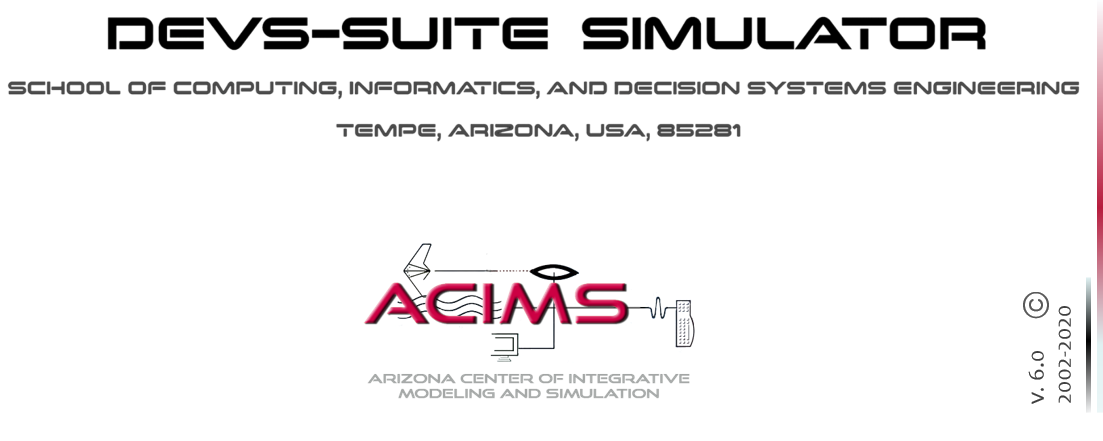 DEVS-SUITE SIMULATOR
SCHOOL OF COMPUTING, INFORMATICS, AND DECISION SYSTEMS ENGINEERING
TEMPE, ARIZONA, USA, 85281
ACIMS
ARIZONA CENTER OF INTEGRATIVE
MODELING AND SIMULATION
v. 6.0 ©
2002-2020